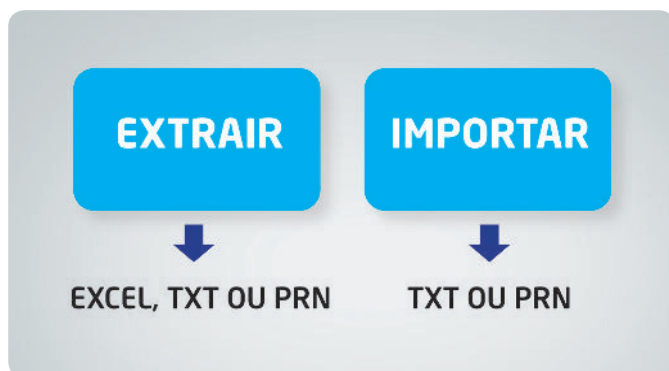 EXTRAIR
EXCEL, TXT OU PRN
IMPORTAR
TXT OU PRN